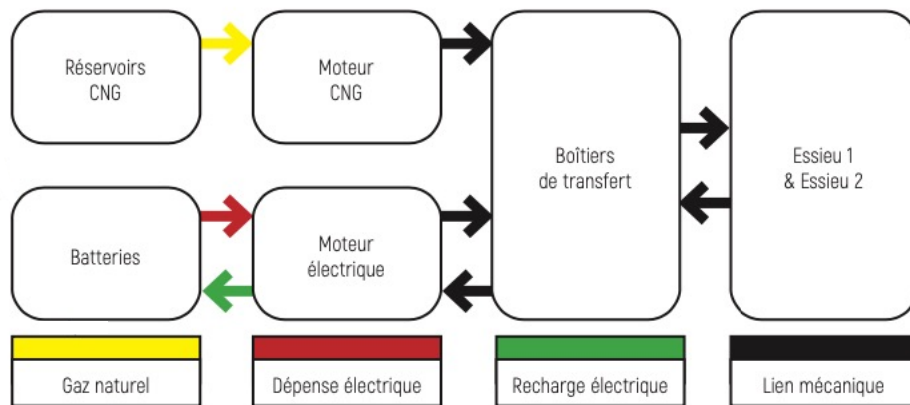 Réservoirs
CNG
Moteur
CNG
Boîtiers
de transfert
Essieu 1
& Essieu 2
Batteries
Moteur
électrique
Gaz naturel
Dépense électrique
Recharge électrique
Lien mécanique